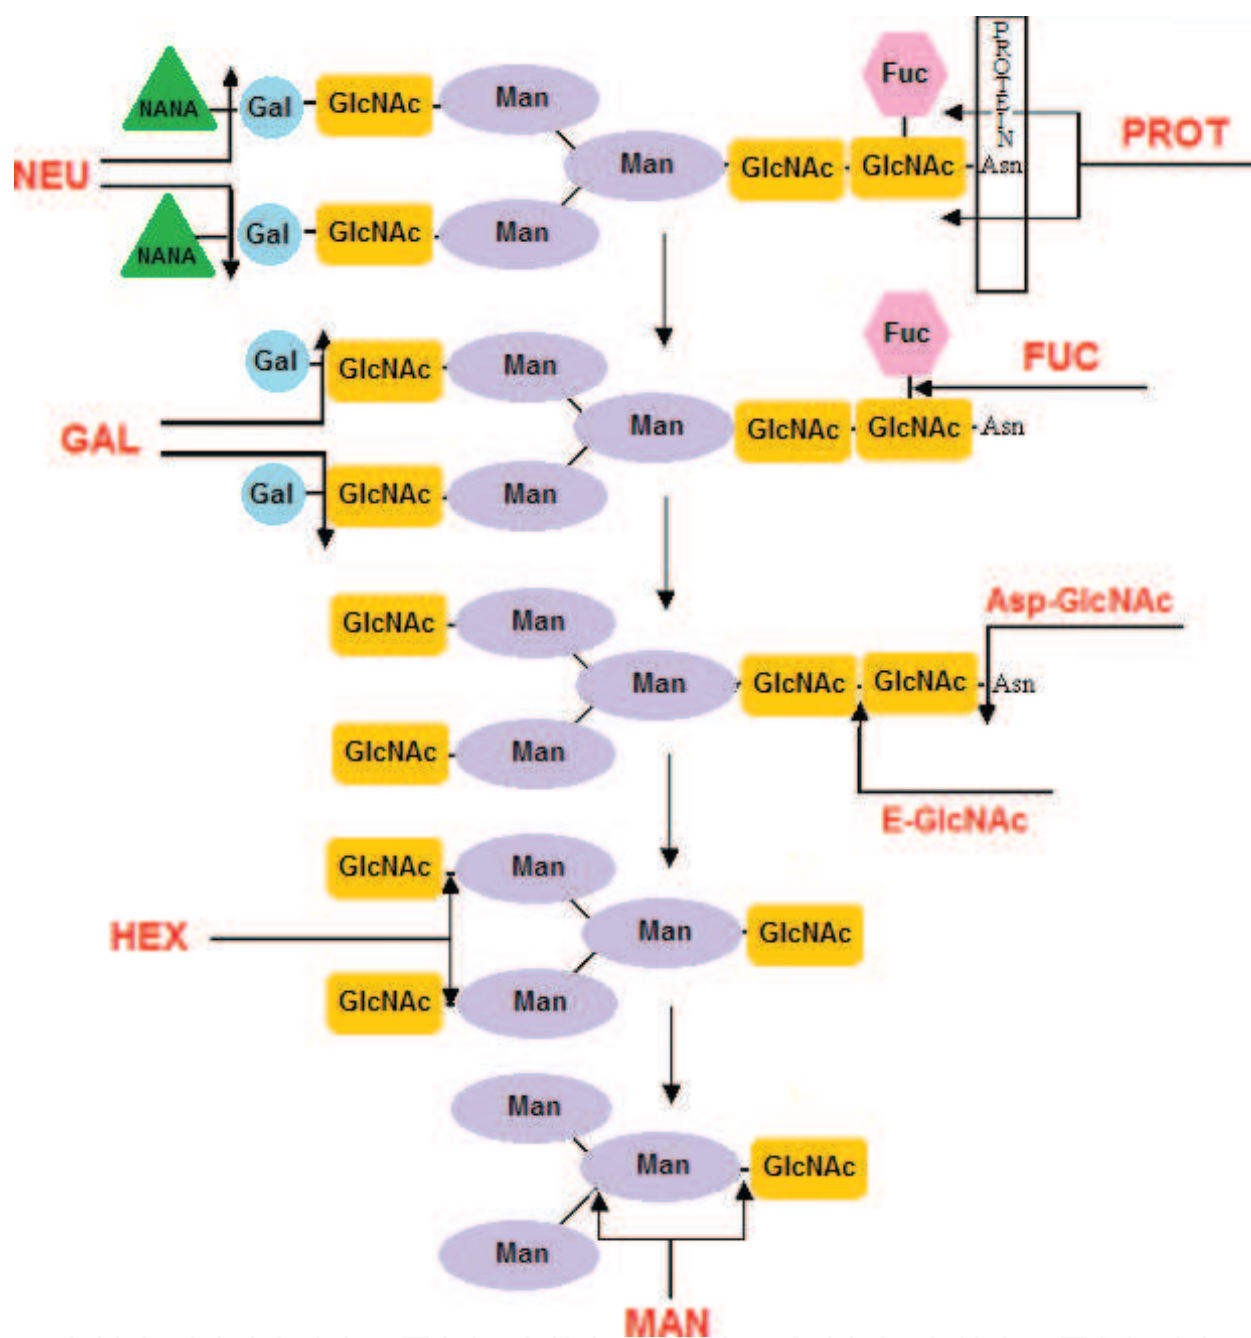 Fuc
PROTEIN
NANA Gal GlcNAc Man
PROT
NEU
Man GlcNAc GlcNAc Asn
NANA Gal GlcNAc Man
Fuc
Gal GlcNAc Man
FUC
GAL
Man GlcNAc GlcNAc Asn
Gal GlcNAc Man
Asp-GlcNAc
GlcNAc Man
Man GlcNAc GlcNAc Asn
GlcNAc Man
E-GlcNAc
GlcNAc Man
HEX
Man GlcNAc
GlcNAc Man
Man
Man GlcNAc
Man
MAN